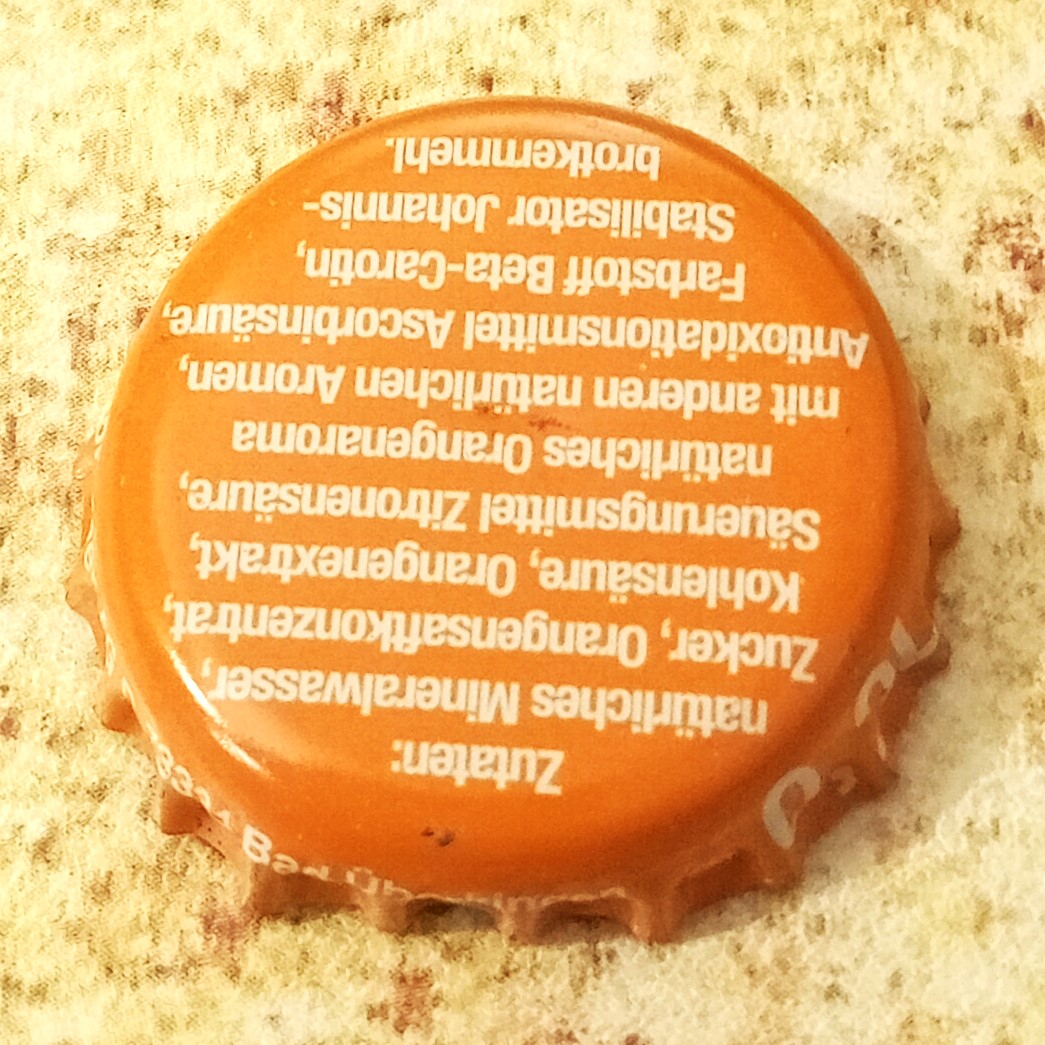 Zutaten:
natürliches Mineralwasser,
Zucker, Orangensaftkonzentrat,
Kohlensäure, Orangenextrakt,
Säuerungsmittel Zitronensäure,
natürliches Orangenaroma
mit anderen natürlichen Aromen,
Antioxidationsmittel Ascorbinsäure,
Farbstoff Beta-Carotin,
Stabilisator Johannis-
brotkernmehl.